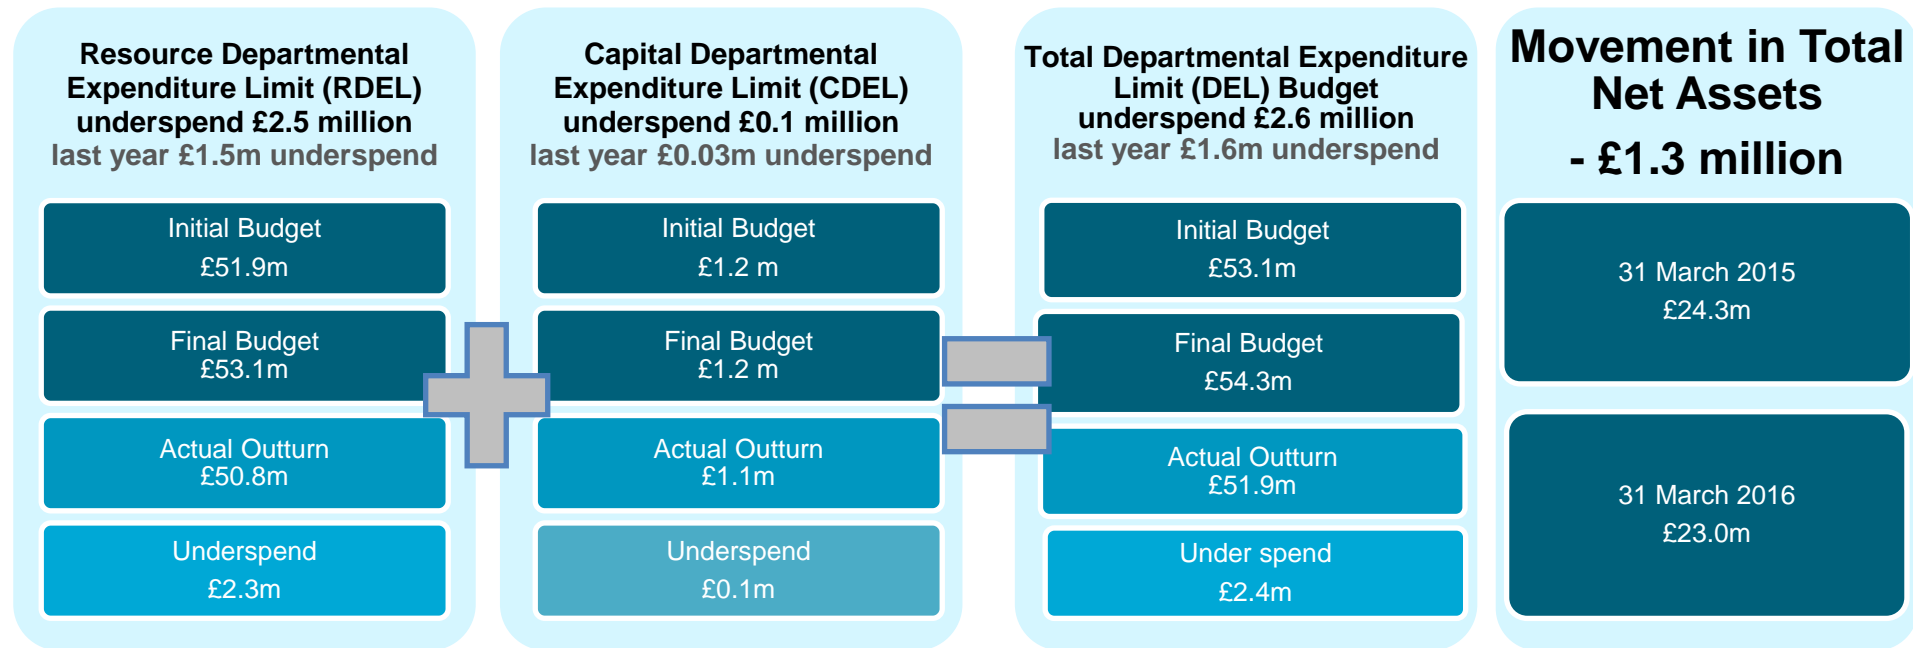 Resource Departmental
Expenditure Limit (RDEL)
underspend £2.5 million
last year £1.5m underspend
Initial Budget
£51.9m
Final Budget
£53.1m
Actual Outturn
£50.8m
Underspend
£2.3m
Capital Departmental
Expenditure Limit (CDEL)
underspend £0.1 million
last year £0.03m underspend
Initial Budget
£1.2 m
Final Budget
£1.2 m
Actual Outturn
£1.1m
Underspend
£0.1m
Total Departmental Expenditure
Limit (DEL) Budget
underspend £2.6 million
last year £1.6m underspend
Initial Budget
£53.1m
Final Budget
£54.3m
Actual Outturn
£51.9m
Under spend
£2.4m
Movement in Total
Net Assets
- £1.3 million
31 March 2015
£24.3m
31 March 2016
£23.0m